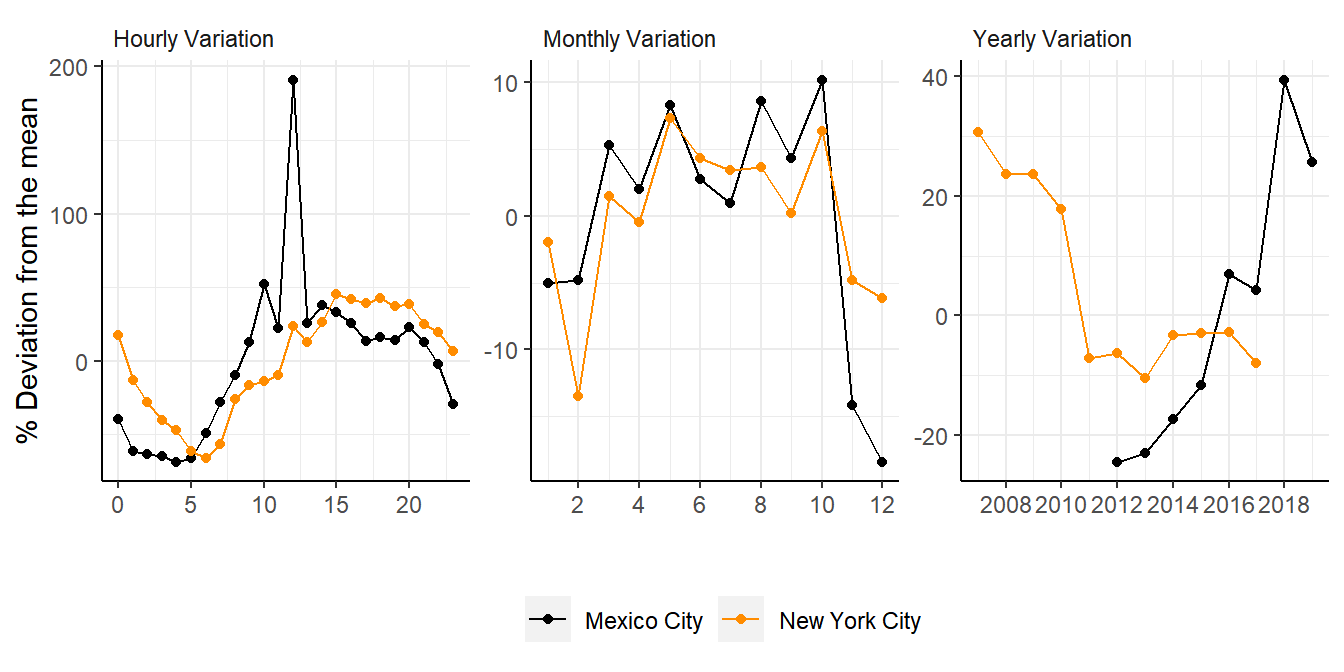 Hourly Variation
Monthly Variation
Yearly Variation
% Deviation from the mean
200
100
0
0 5 10 15 20
10
0
-10
2 4 6 8 10 12
40
20
0
-20
2008 2010 2012 2014 2016 2018
Mexico City New York City